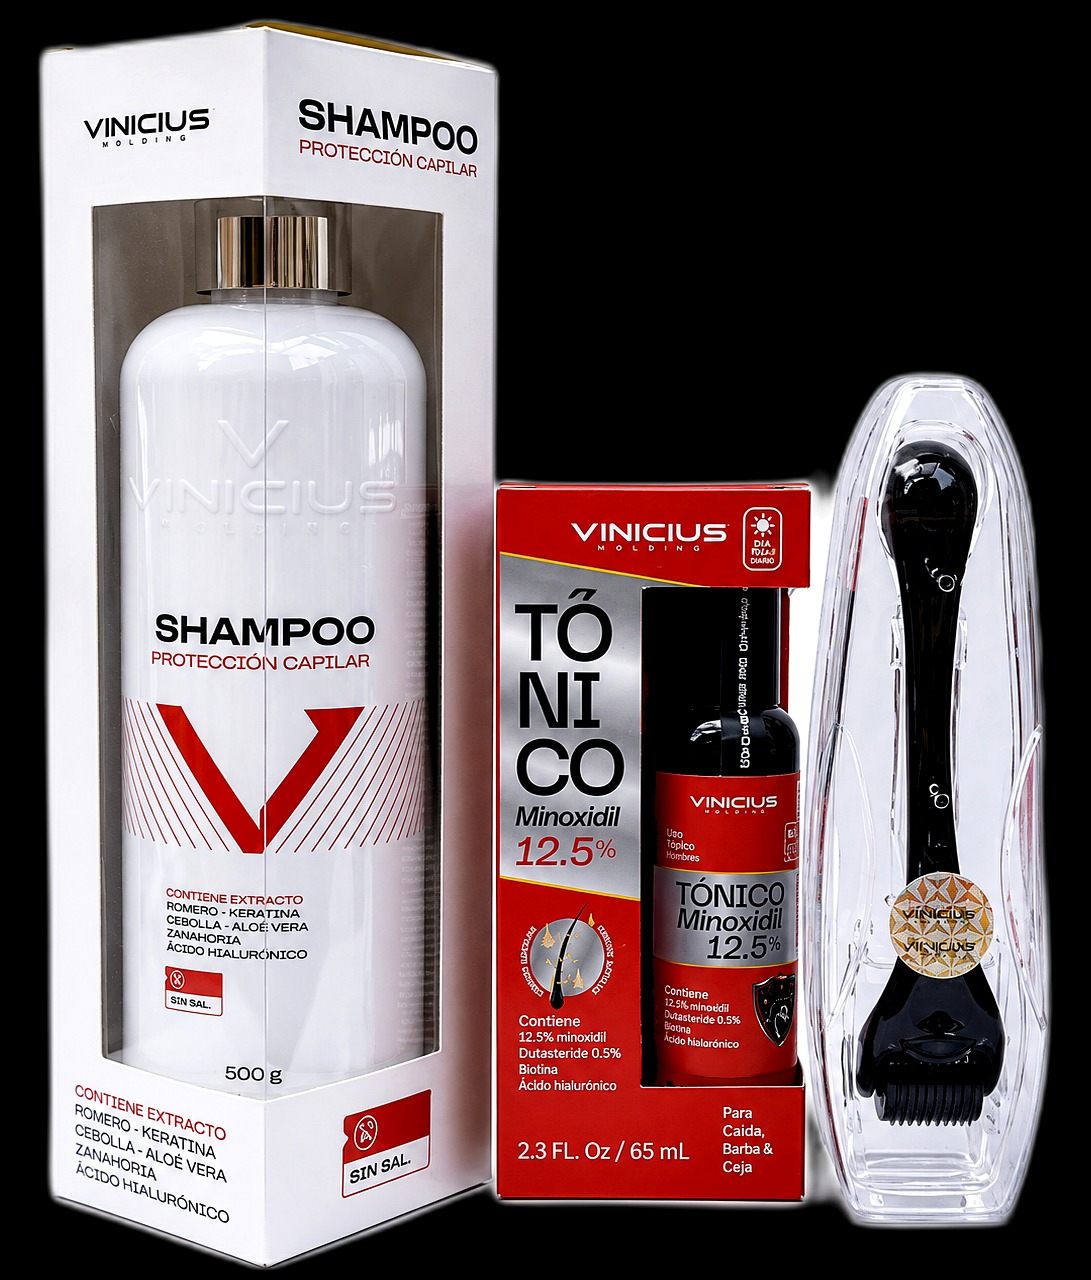 VINICIUS
MOLDING
SHAMPOO
PROTECCIÓN CAPILAR
V
VINICIUS
MOLDING
SHAMPOO
PROTECCIÓN CAPILAR
CONTIENE EXTRACTO
ROMERO - KERATINA
CEBOLLA - ALOÉ VERA
ZANAHORIA
ÁCIDO HIALURÓNICO
SIN SAL.
500 g
CONTIENE EXTRACTO
ROMERO - KERATINA
CEBOLLA - ALOÉ VERA
ZANAHORIA
ÁCIDO HIALURÓNICO
SIN SAL.
VINICIUS
MOLDING
DIA
DIARIO
TŐ
NI
CO
Minoxidil
12.5%
Contiene
12.5% minoxidil
Dutasteride 0.5%
Biotina
Ácido hialurónico
2.3 FL. Oz / 65 mL
Para
Caida,
Barba &
Ceja
VINICIUS
MOLDING
Uso
Tópico
Hombres
TÓNICO
Minoxidil
12.5%
Contiene
12.5% minoxidil
Dutasteride 0.5%
Biotina
Ácido hialurónico
VINICIUS
VINICIUS